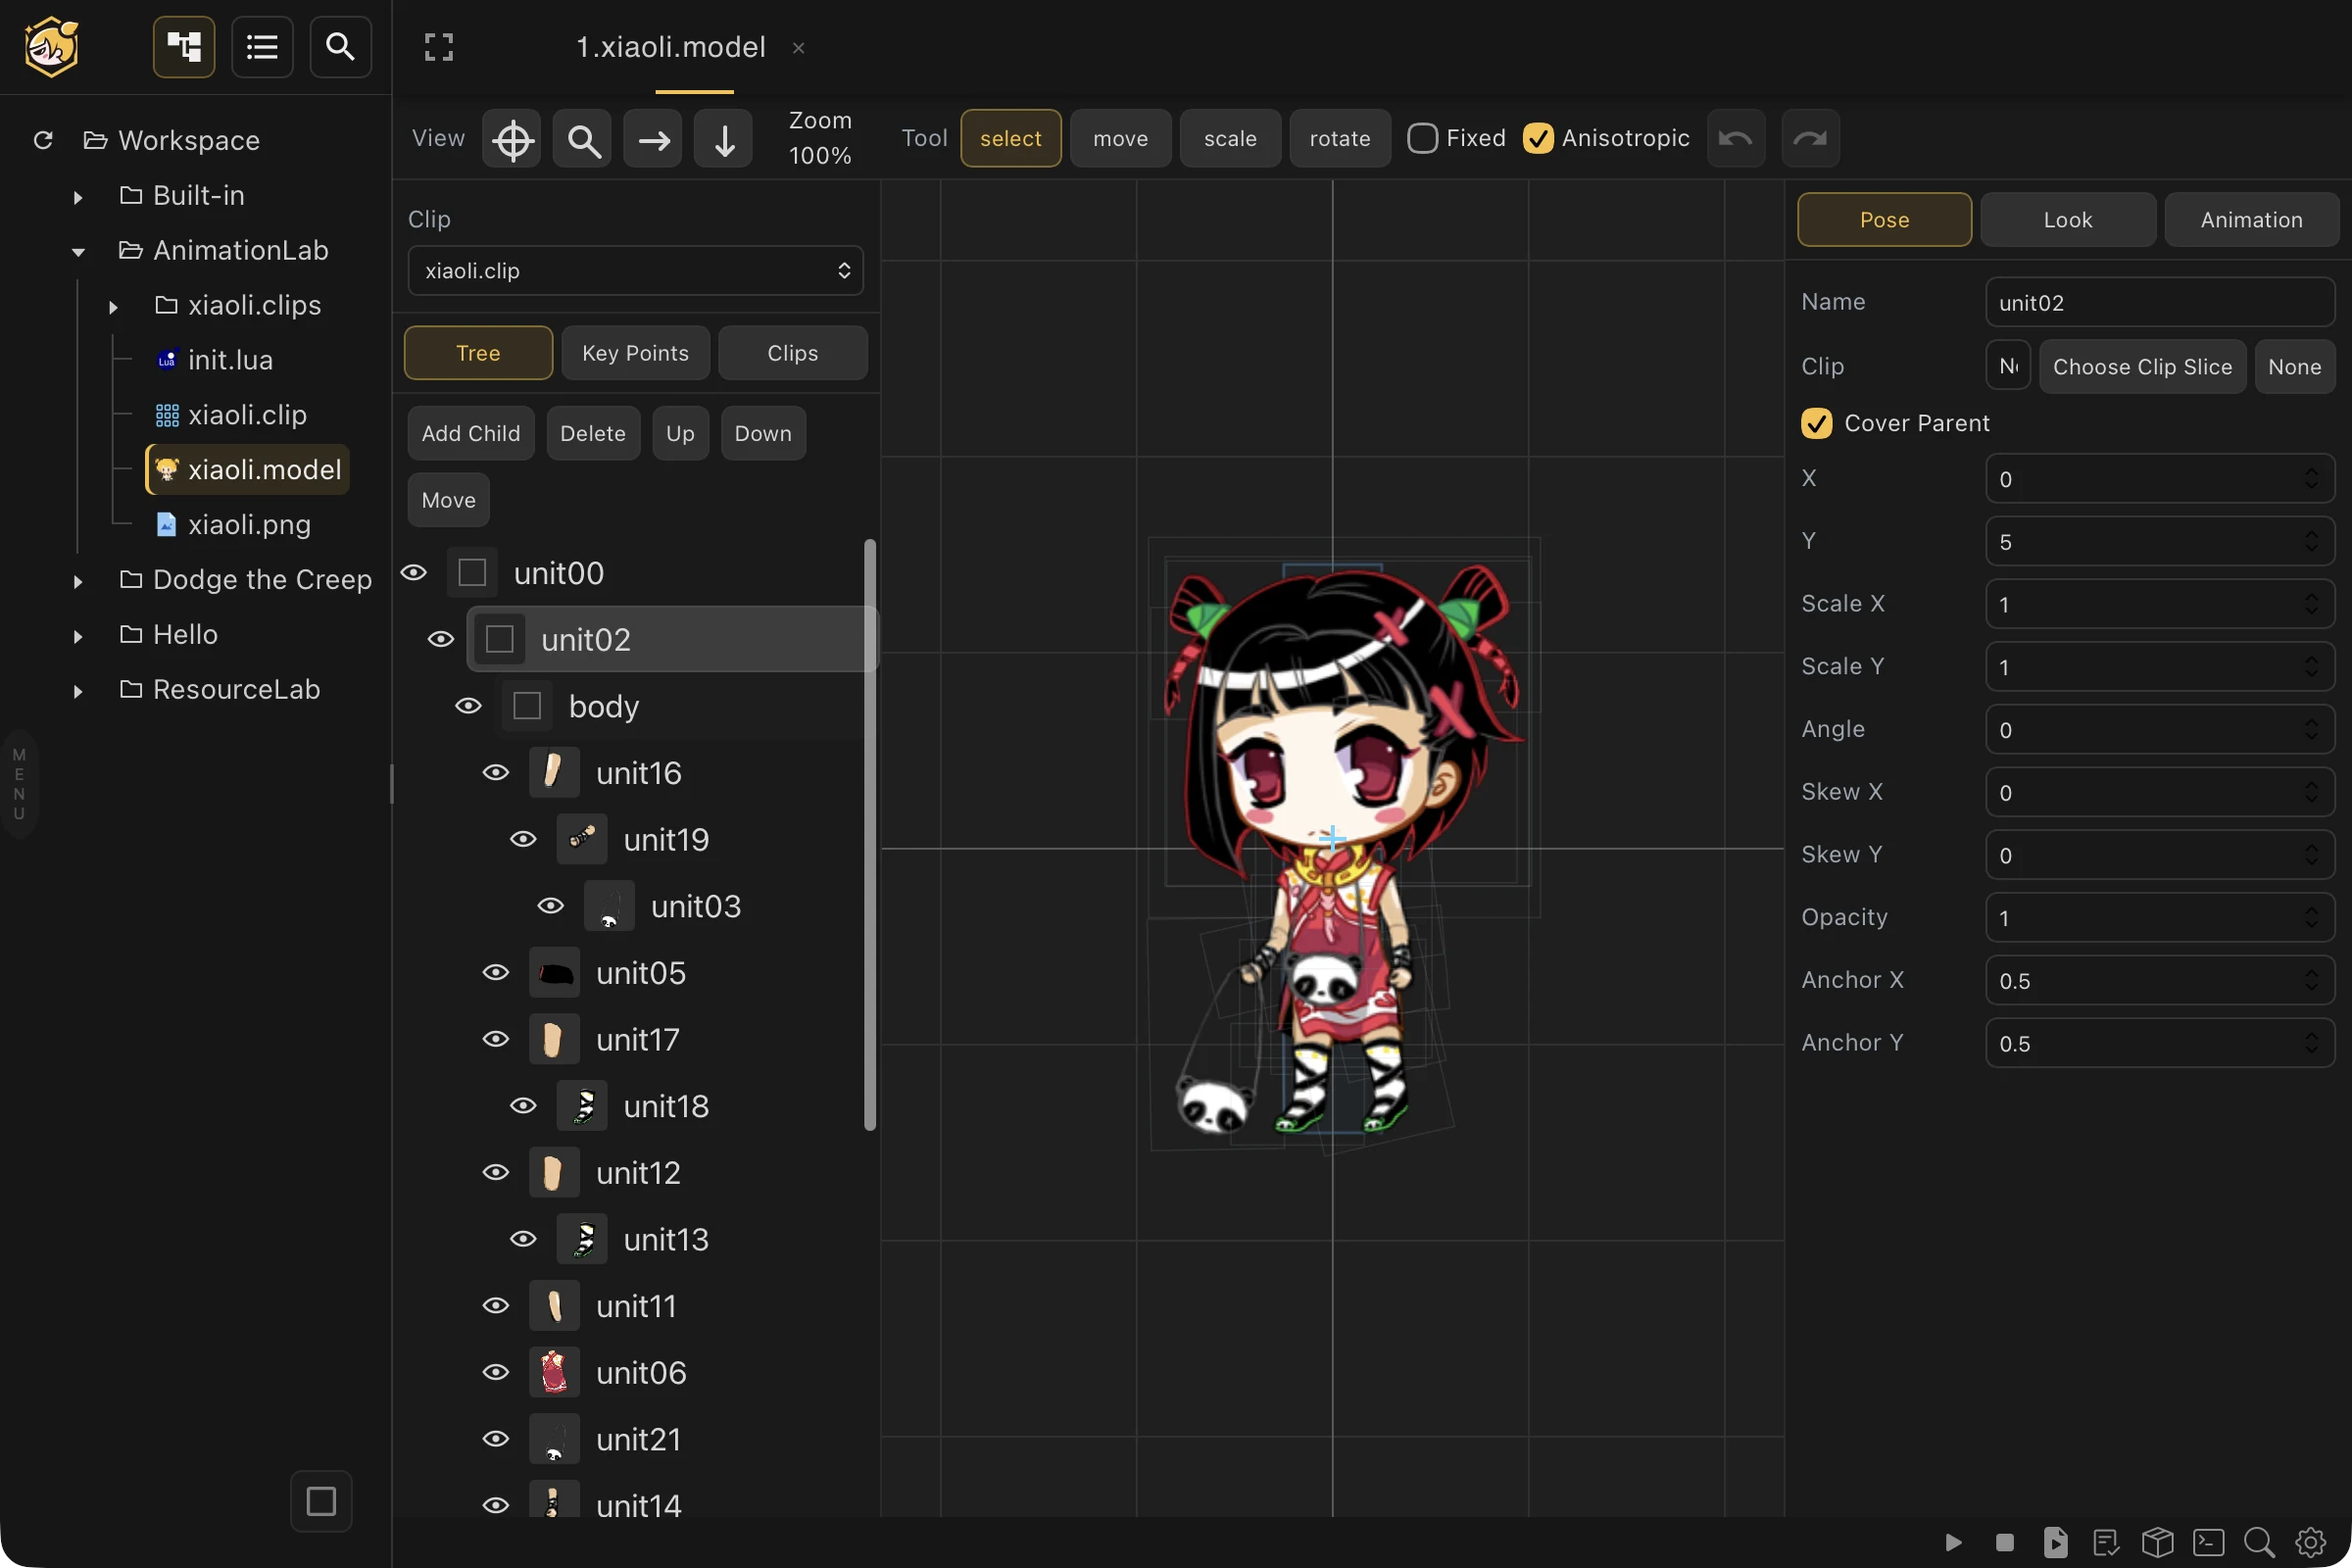 1.xiaoli.model ×
Workspace
Built-in
AnimationLab
xiaoli.clips
init.lua
xiaoli.clip
xiaoli.model
xiaoli.png
Dodge the Creep
Hello
ResourceLab
MENU
View
Zoom
100%
Tool
select
move
scale
rotate
Fixed
Anisotropic
Clip
xiaoli.clip
Tree
Key Points
Clips
Add Child
Delete
Up
Down
Move
unit00
unit02
body
unit16
unit19
unit03
unit05
unit17
unit18
unit12
unit13
unit11
unit06
unit21
unit14
Pose
Look
Animation
Name
unit02
Clip
Choose Clip Slice
None
Cover Parent
X
0
Y
5
Scale X
1
Scale Y
1
Angle
0
Skew X
0
Skew Y
0
Opacity
1
Anchor X
0.5
Anchor Y
0.5